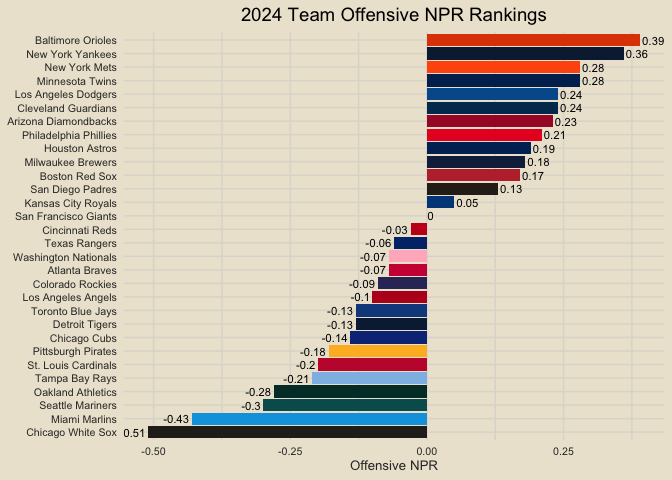 2024 Team Offensive NPR Rankings
Baltimore Orioles 0.39
New York Yankees 0.36
New York Mets 0.28
Minnesota Twins 0.28
Los Angeles Dodgers 0.24
Cleveland Guardians 0.24
Arizona Diamondbacks 0.23
Philadelphia Phillies 0.21
Houston Astros 0.19
Milwaukee Brewers 0.18
Boston Red Sox 0.17
San Diego Padres 0.13
Kansas City Royals 0.05
San Francisco Giants 0
Cincinnati Reds -0.03
Texas Rangers -0.06
Washington Nationals -0.07
Atlanta Braves -0.07
Colorado Rockies -0.09
Los Angeles Angels -0.1
Toronto Blue Jays -0.13
Detroit Tigers -0.13
Chicago Cubs -0.14
Pittsburgh Pirates -0.18
St. Louis Cardinals -0.2
Tampa Bay Rays -0.21
Oakland Athletics -0.28
Seattle Mariners -0.3
Miami Marlins -0.43
Chicago White Sox 0.51
-0.50 -0.25 0.00 0.25
Offensive NPR